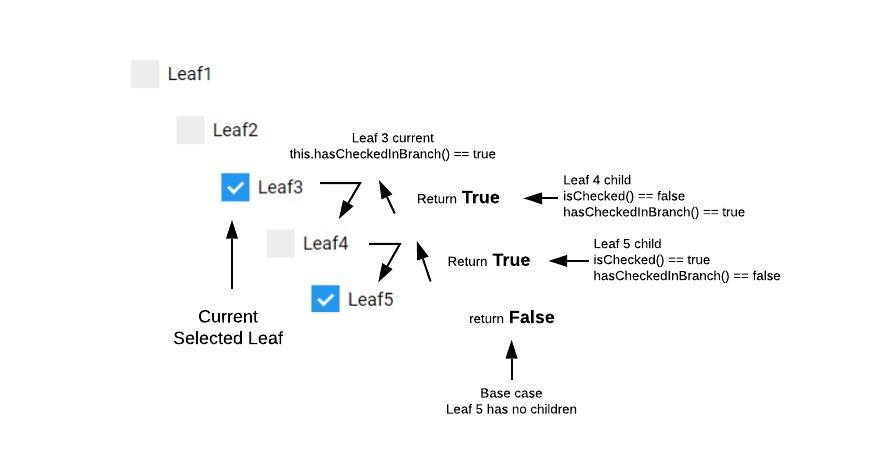 Leaf1
Leaf2
Leaf 3 current
this.hasCheckedInBranch() == true
Leaf3
Return True
Leaf 4 child
isChecked() == false
hasCheckedInBranch() == true
Leaf4
Return True
Leaf 5 child
isChecked() == true
hasCheckedInBranch() == false
Leaf5
Current
Selected Leaf
return False
Base case
Leaf 5 has no children